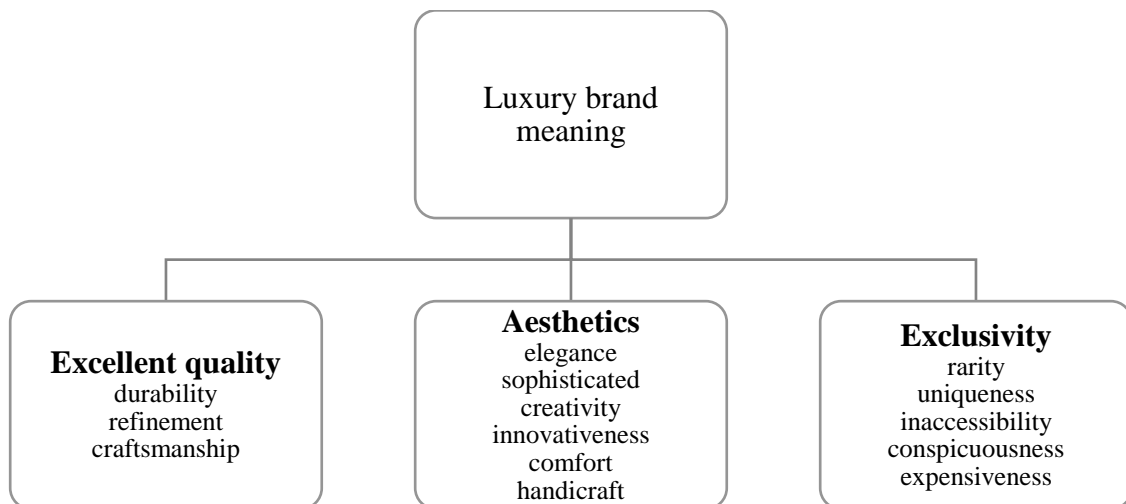 Luxury brand
meaning
Excellent quality
durability
refinement
craftsmanship
Aesthetics
elegance
sophisticated
creativity
innovativeness
comfort
handicraft
Exclusivity
rarity
uniqueness
inaccessibility
conspicuousness
expensiveness